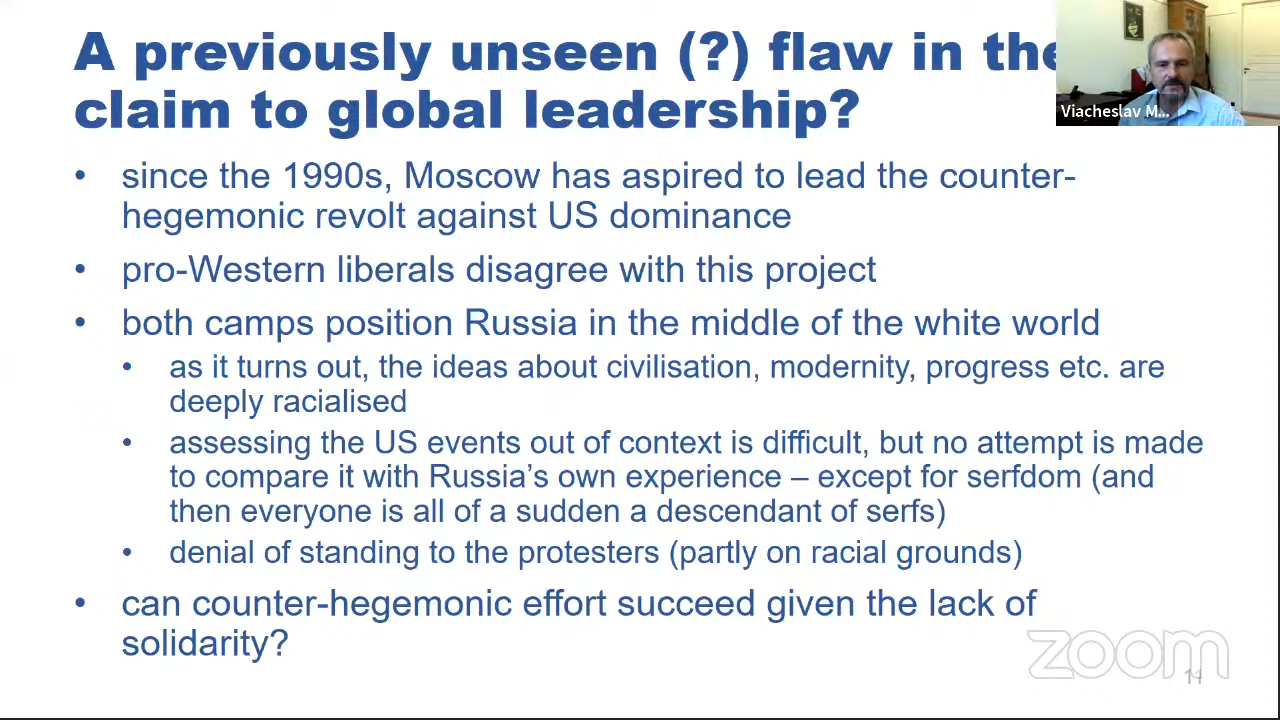 A previously unseen (?) flaw in the
claim to global leadership?
Viacheslav M...
• since the 1990s, Moscow has aspired to lead the counter-
hegemonic revolt against US dominance
• pro-Western liberals disagree with this project
• both camps position Russia in the middle of the white world
• as it turns out, the ideas about civilisation, modernity, progress etc. are
deeply racialised
• assessing the US events out of context is difficult, but no attempt is made
to compare it with Russia's own experience – except for serfdom (and
then everyone is all of a sudden a descendant of serfs)
• denial of standing to the protesters (partly on racial grounds)
• can counter-hegemonic effort succeed given the lack of
solidarity?
zoom
11